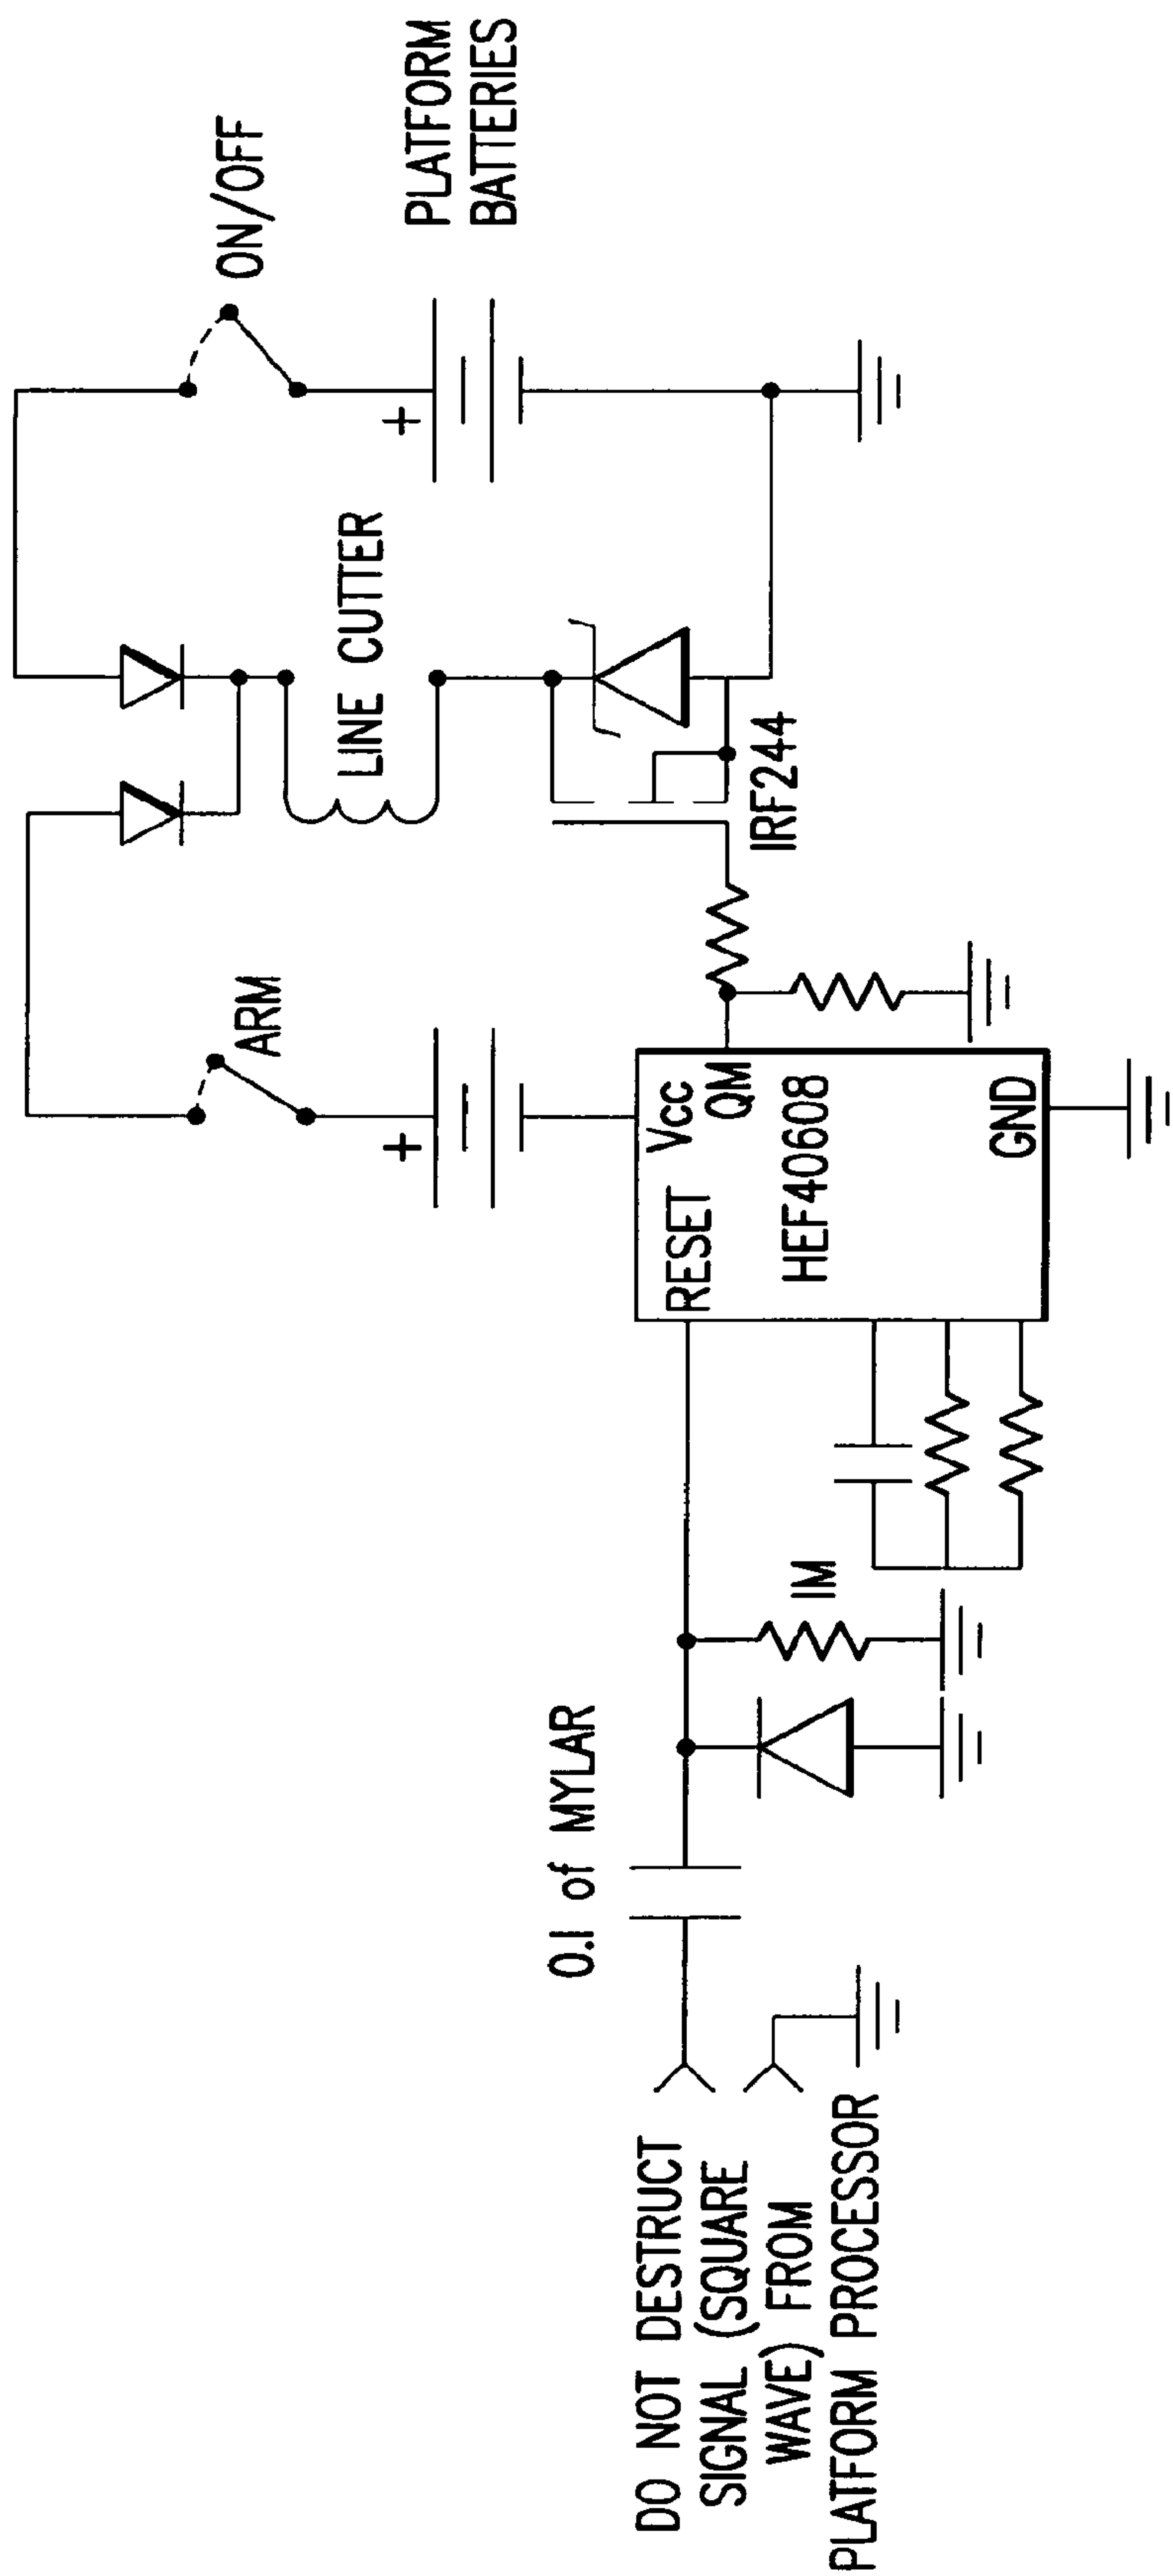 PLATFORM
BATTERIES
ON/OFF
+
LINE CUTTER
ARM
+
IRF244
Vcc
QM
RESET
HEF40608
GND
1M
0.1 of MYLAR
DO NOT DESTRUCT
SIGNAL (SQUARE
WAVE) FROM
PLATFORM PROCESSOR